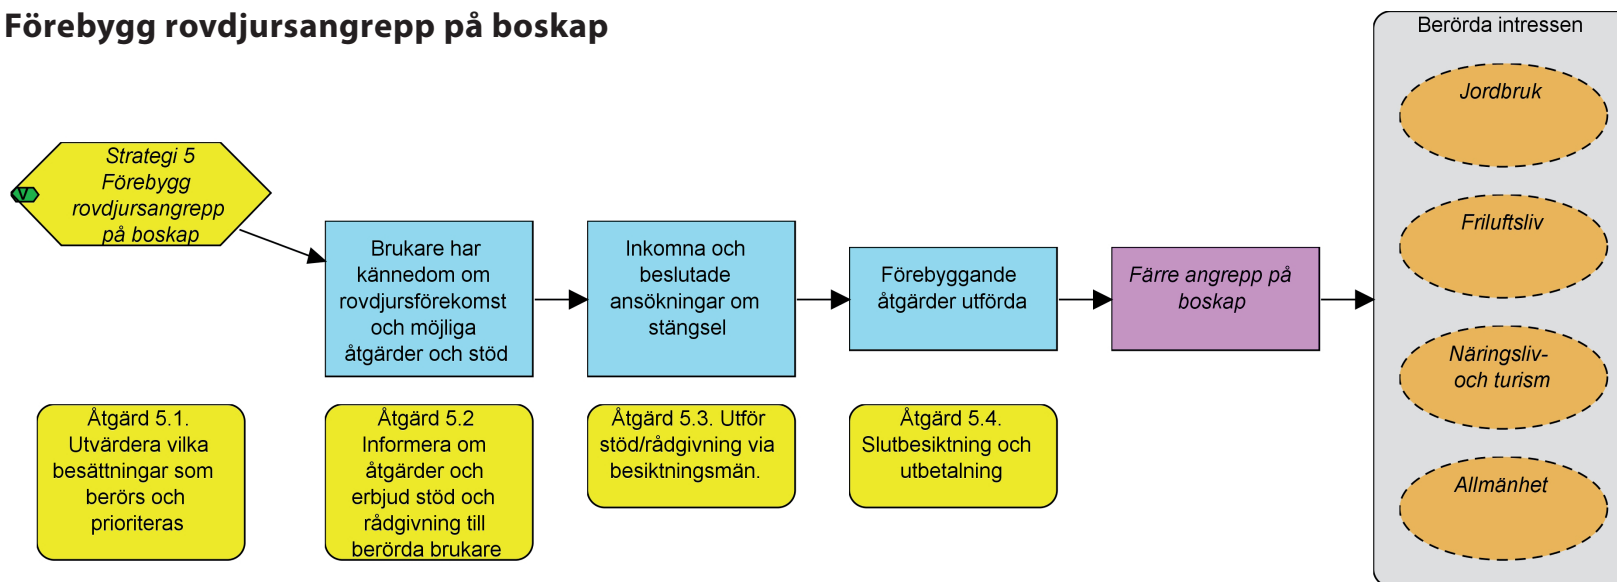 Förebygg rovdjursangrepp på boskap
Strategi 5
Förebygg
rovdjursangrepp
på boskap
V
Brukare har
kännedom om
rovdjursförekomst
och möjliga
åtgärder och stöd
Inkomna och
beslutade
ansökningar om
stängsel
Förebyggande
åtgärder utförda
Färre angrepp på
boskap
Berörda intressen
Jordbruk
Friluftsliv
Näringsliv-
och turism
Allmänhet
Åtgärd 5.1.
Utvärdera vilka
besättningar som
berörs och
prioriteras
Åtgärd 5.2
Informera om
åtgärder och
erbjud stöd och
rådgivning till
berörda brukare
Åtgärd 5.3. Utför
stöd/rådgivning via
besiktningsmän.
Åtgärd 5.4.
Slutbesiktning och
utbetalning